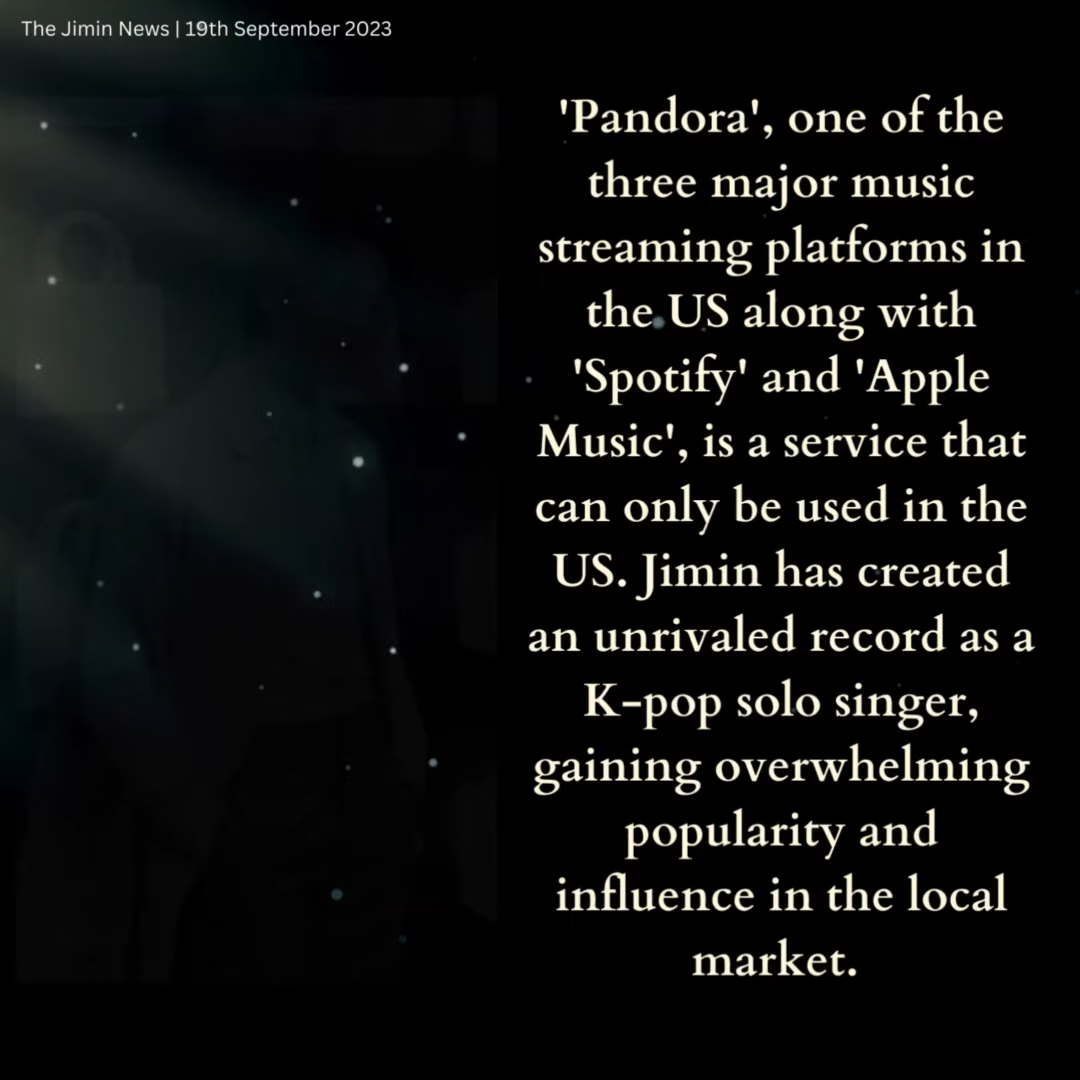 The Jimin News | 19th September 2023
'Pandora', one of the
three major music
streaming platforms in
the US along with
'Spotify' and 'Apple
Music', is a service that
can only be used in the
US. Jimin has created
an unrivaled record as a
K-pop solo singer,
gaining overwhelming
popularity and
influence in the local
market.